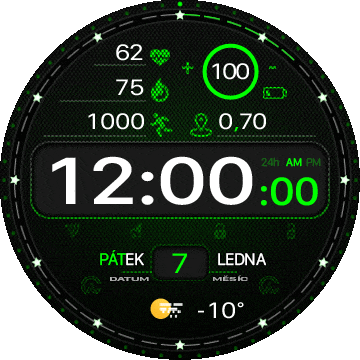 62
+ 100 -
75
1000 0,70
24h AM PM
12:00:00
PÁTEK 7 LEDNA
DATUM MĚSÍC
-10°